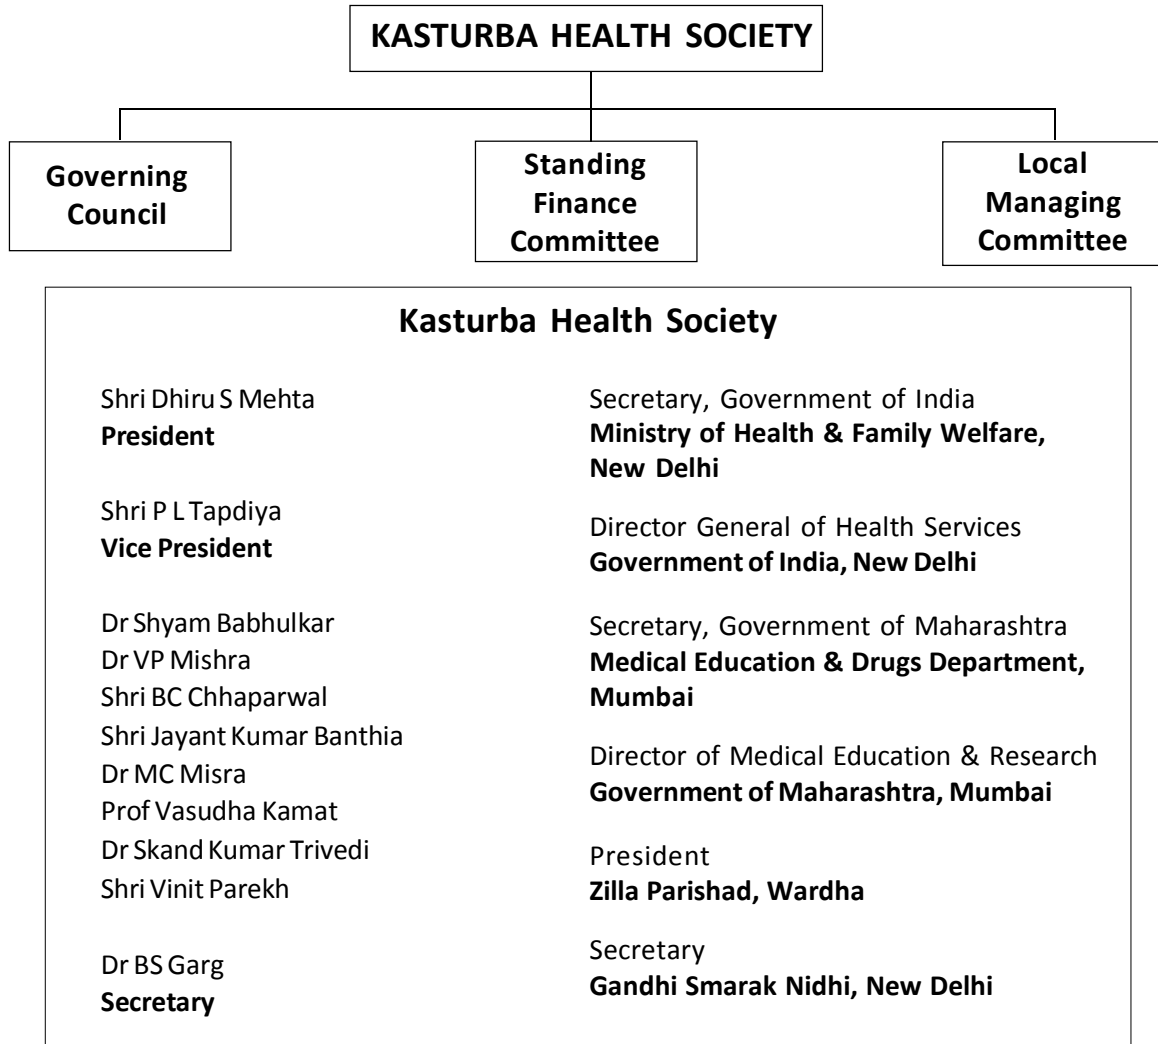 KASTURBA HEALTH SOCIETY
Governing
Council
Standing
Finance
Committee
Local
Managing
Committee
Kasturba Health Society
Shri Dhiru S Mehta
President
Shri P L Tapdiya
Vice President
Dr Shyam Babhulkar
Dr VP Mishra
Shri BC Chhaparwal
Shri Jayant Kumar Banthia
Dr MC Misra
Prof Vasudha Kamat
Dr Skand Kumar Trivedi
Shri Vinit Parekh
Dr BS Garg
Secretary
Secretary, Government of India
Ministry of Health & Family Welfare,
New Delhi
Director General of Health Services
Government of India, New Delhi
Secretary, Government of Maharashtra
Medical Education & Drugs Department,
Mumbai
Director of Medical Education & Research
Government of Maharashtra, Mumbai
President
Zilla Parishad, Wardha
Secretary
Gandhi Smarak Nidhi, New Delhi